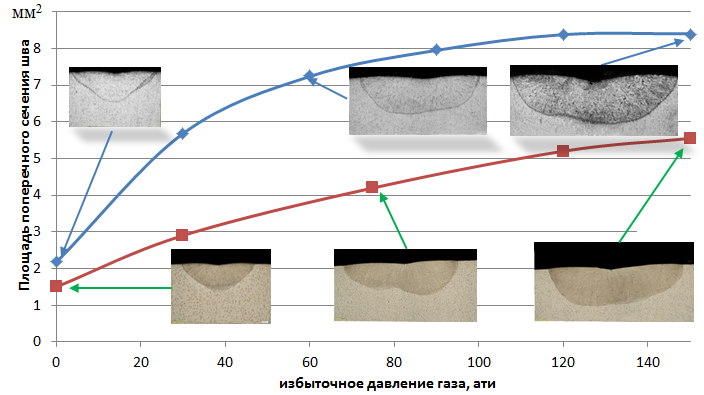 мм²
Площадь поперечного сечения шва
8
7
6
5
4
3
2
1
0
0 20 40 60 80 100 120 140
избыточное давление газа, ати